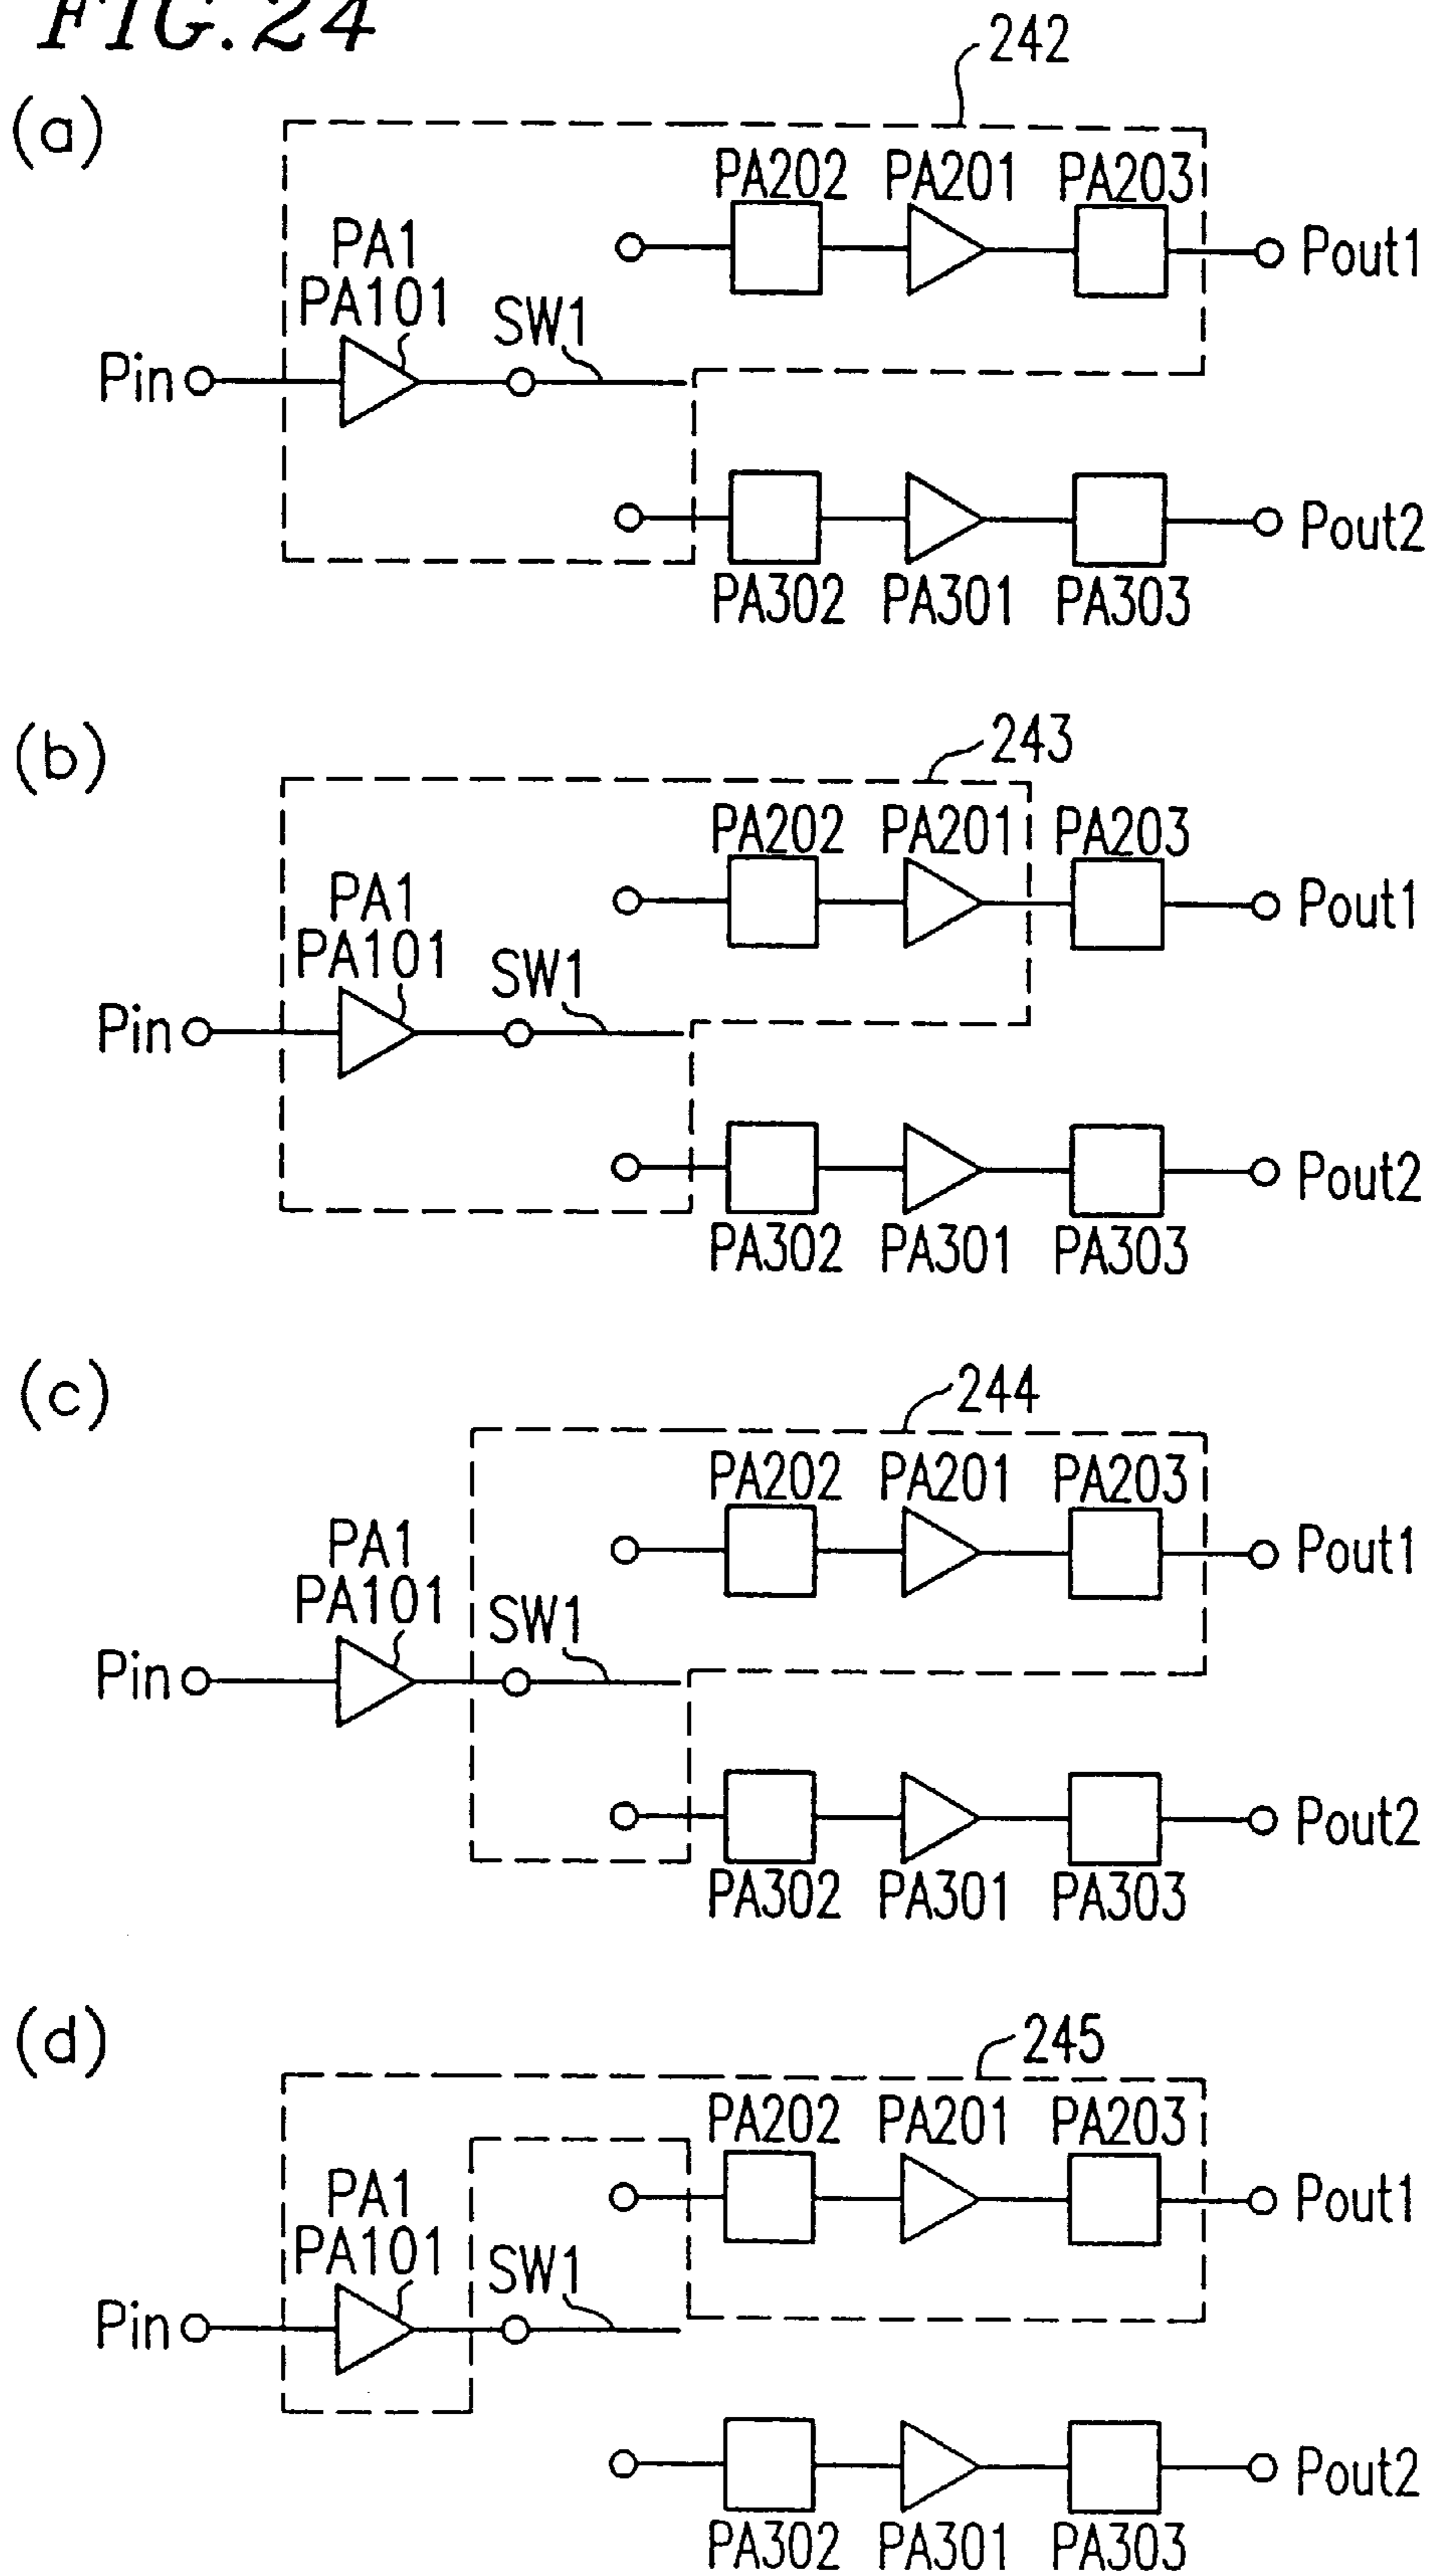 FIG. 24
242
(a)
PA202 PA201 PA203
PA1
PA101
SW1
Pout1
Pin
Pout2
PA302 PA301 PA303
243
(b)
PA202 PA201 PA203
PA1
PA101
SW1
Pout1
Pin
Pout2
PA302 PA301 PA303
244
(c)
PA202 PA201 PA203
PA1
PA101
SW1
Pout1
Pin
Pout2
PA302 PA301 PA303
245
(d)
PA202 PA201 PA203
PA1
PA101
SW1
Pout1
Pin
Pout2
PA302 PA301 PA303